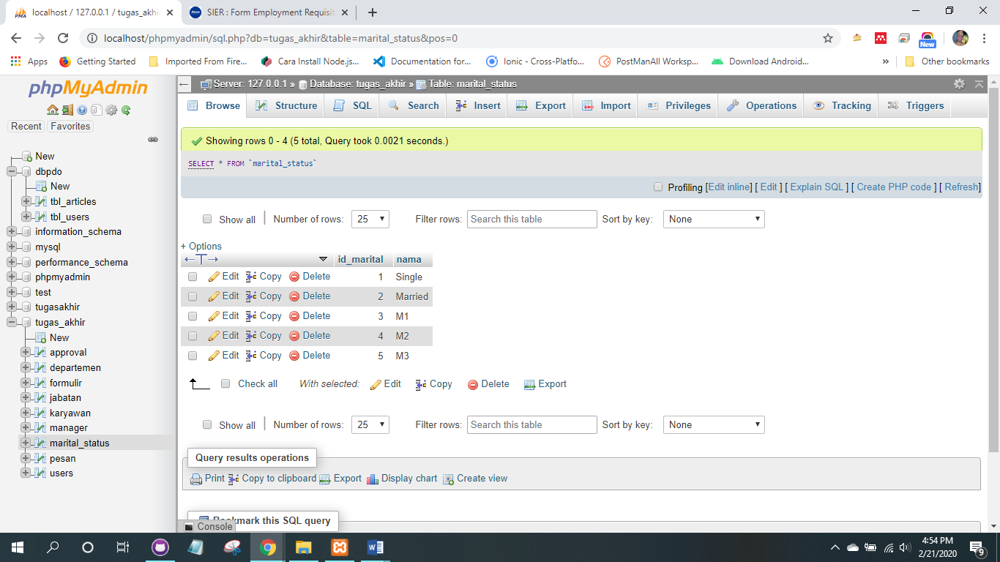 localhost / 127.0.0.1 / tugas_akhi
SIER : Form Employment Requisit
localhost/phpmyadmin/sql.php?db=tugas_akhir&table=marital_status&pos=0
New
Apps Getting Started Imported From Fire... Cara Install Node.js... Documentation for... Ionic - Cross-Platfo... PostManAll Worksp... Download Android... » Other bookmarks
phpMyAdmin
Recent Favorites
New
dbpdo
New
tbl_articles
tbl_users
information_schema
mysql
performance_schema
phpmyadmin
test
tugasakhir
tugas_akhir
New
approval
departemen
formulir
jabatan
karyawan
manager
marital_status
pesan
users
Server: 127.0.0.1 » Database: tugas_akhir » Table: marital_status
Browse Structure SQL Search Insert Export Import Privileges Operations Tracking Triggers
Showing rows 0 - 4 (5 total, Query took 0.0021 seconds.)
SELECT * FROM `marital_status`
Profiling [Edit inline] [ Edit ] [ Explain SQL ] [ Create PHP code ] [ Refresh]
Show all | Number of rows: 25 Filter rows: Search this table Sort by key: None
+ Options
←T→ id_marital nama
Edit Copy Delete 1 Single
Edit Copy Delete 2 Married
Edit Copy Delete 3 M1
Edit Copy Delete 4 M2
Edit Copy Delete 5 M3
Check all With selected: Edit Copy Delete Export
Show all | Number of rows: 25 Filter rows: Search this table Sort by key: None
Query results operations
Print Copy to clipboard Export Display chart Create view
Bookmark this SQL query
Console
4:54 PM
2/21/2020
9